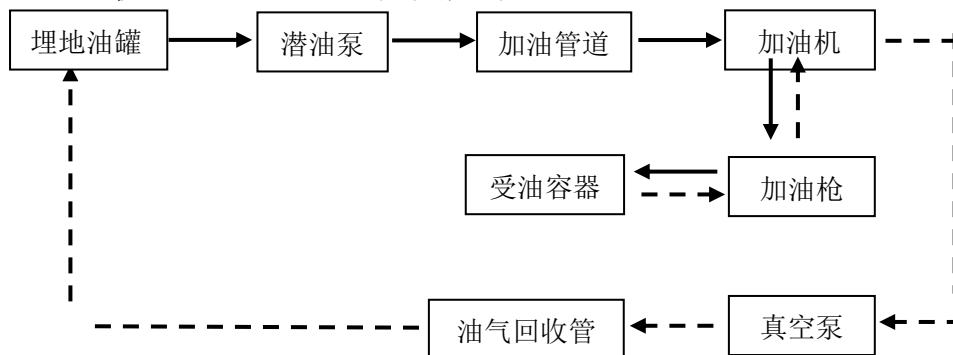 埋地油罐
潜油泵
加油管道
加油机
受油容器
加油枪
油气回收管
真空泵